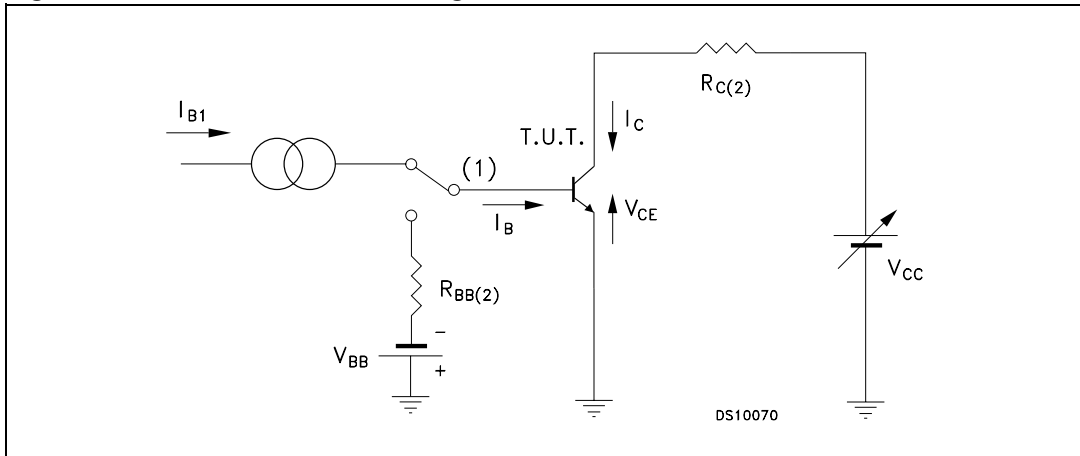 I_B1
R_C(2)
T.U.T.
I_C
(1)
I_B
V_CE
V_CC
R_BB(2)
V_BB
-
+
DS10070